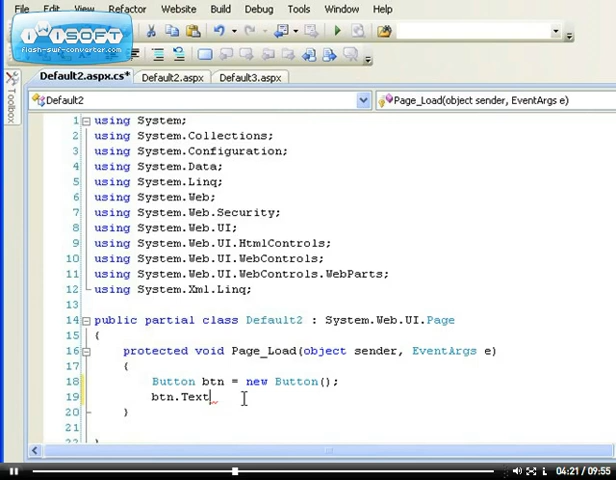 File Edit View Refactor Website Build Debug Tools Window Help
iWiSOFT
flash-swf-converter.com
Default2.aspx.cs* Default2.aspx Default3.aspx
Toolbox
Default2 Page_Load(object sender, EventArgs e)
1 using System;
2 using System.Collections;
3 using System.Configuration;
4 using System.Data;
5 using System.Linq;
6 using System.Web;
7 using System.Web.Security;
8 using System.Web.UI;
9 using System.Web.UI.HtmlControls;
10 using System.Web.UI.WebControls;
11 using System.Web.UI.WebControls.WebParts;
12 using System.Xml.Linq;
13
14 public partial class Default2 : System.Web.UI.Page
15 {
16 protected void Page_Load(object sender, EventArgs e)
17 {
18 Button btn = new Button();
19 btn.Text
20 }
21
22 }
04:21 / 09:55